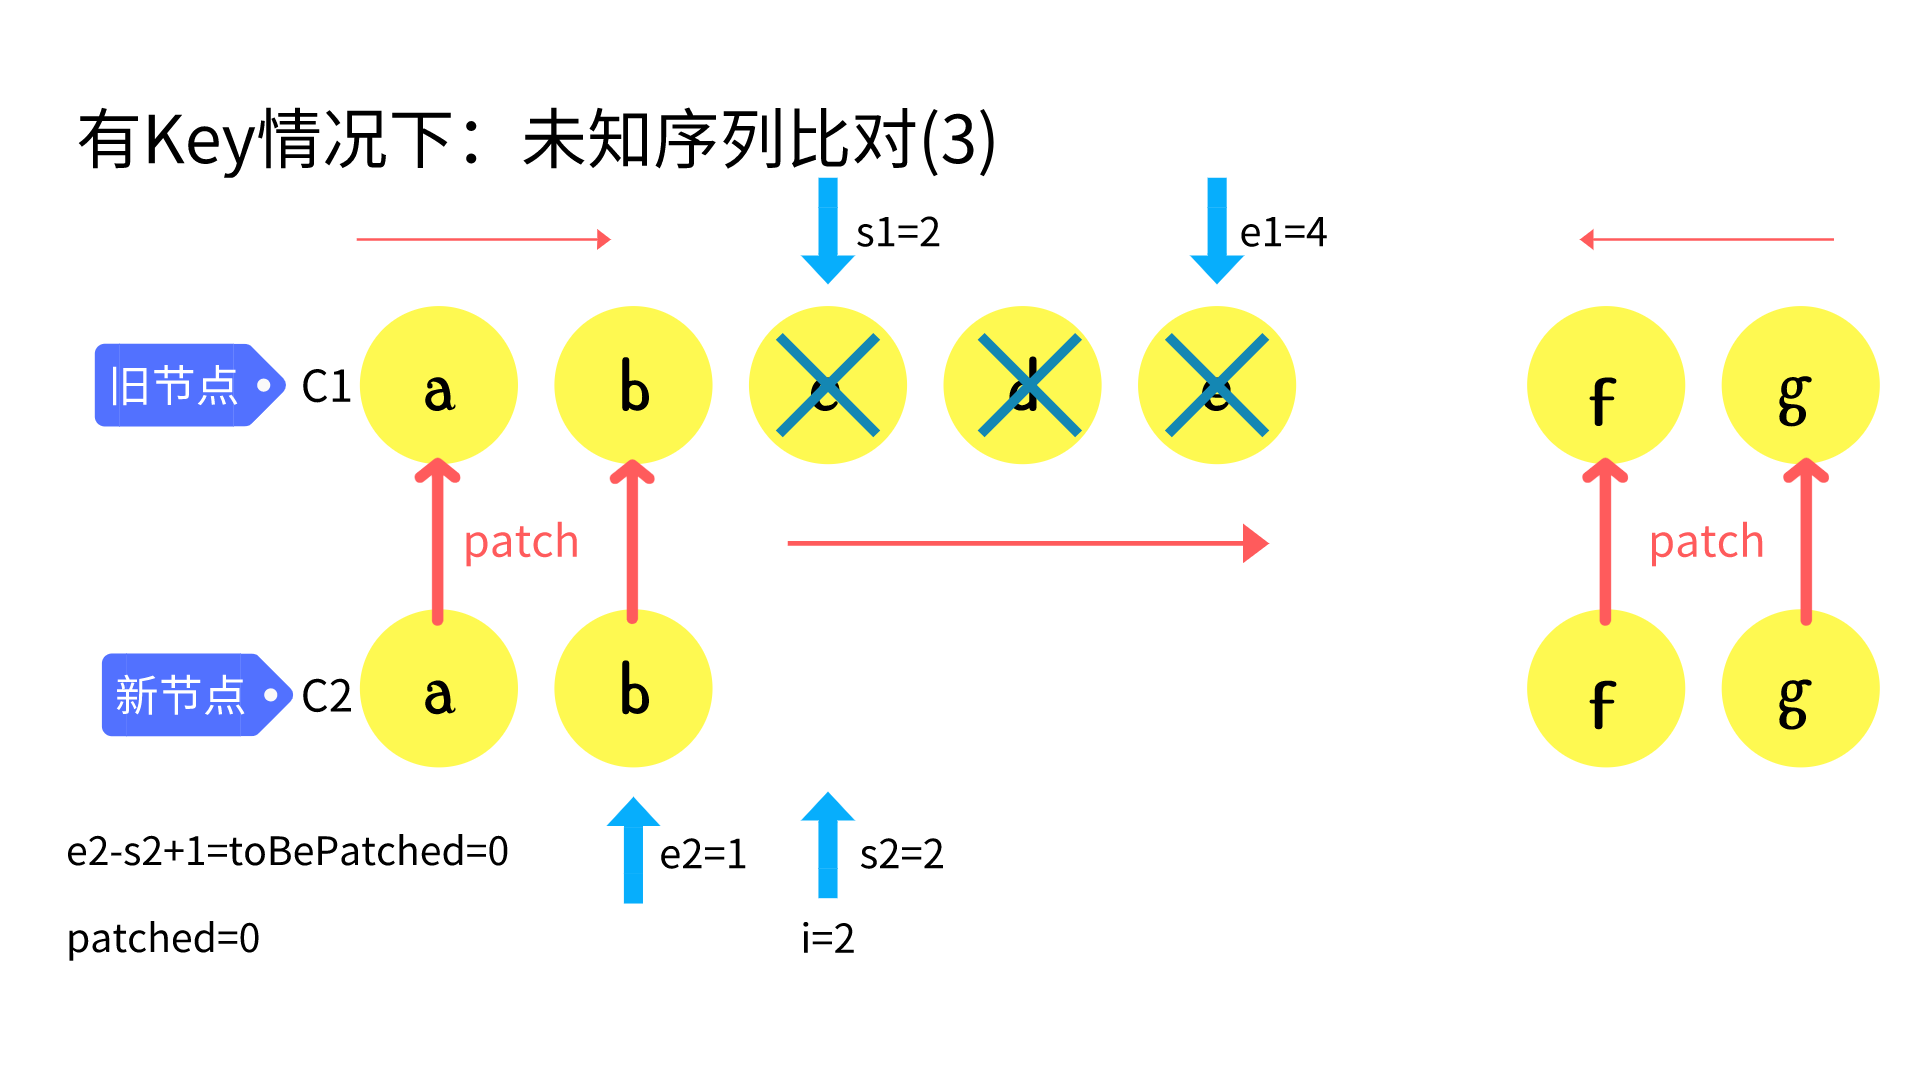 有Key情况下：未知序列比对(3)
s1=2
e1=4
旧节点
C1
a
b
c
d
e
f
g
patch
patch
新节点
C2
a
b
f
g
e2-s2+1=toBePatched=0
e2=1
s2=2
patched=0
i=2